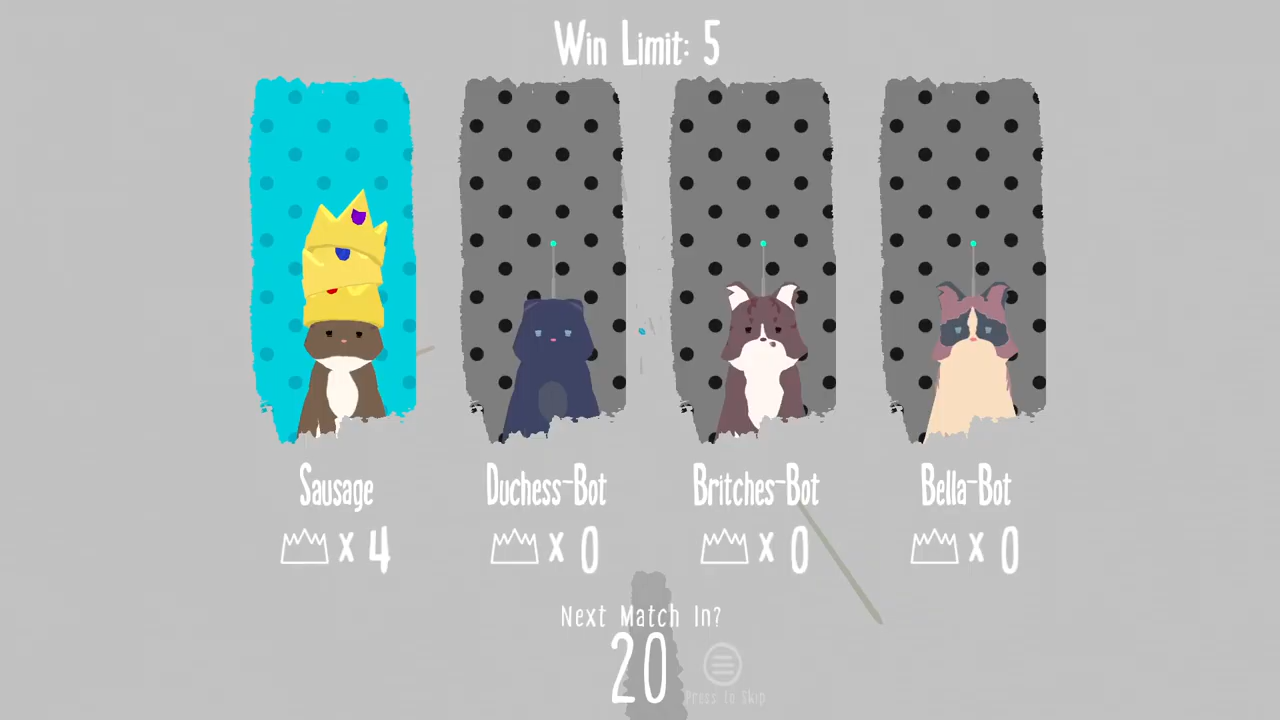 Win Limit: 5
Sausage
Duchess-Bot
Britches-Bot
Bella-Bot
x 4
x 0
x 0
x 0
Next Match In?
20
Press to Skip